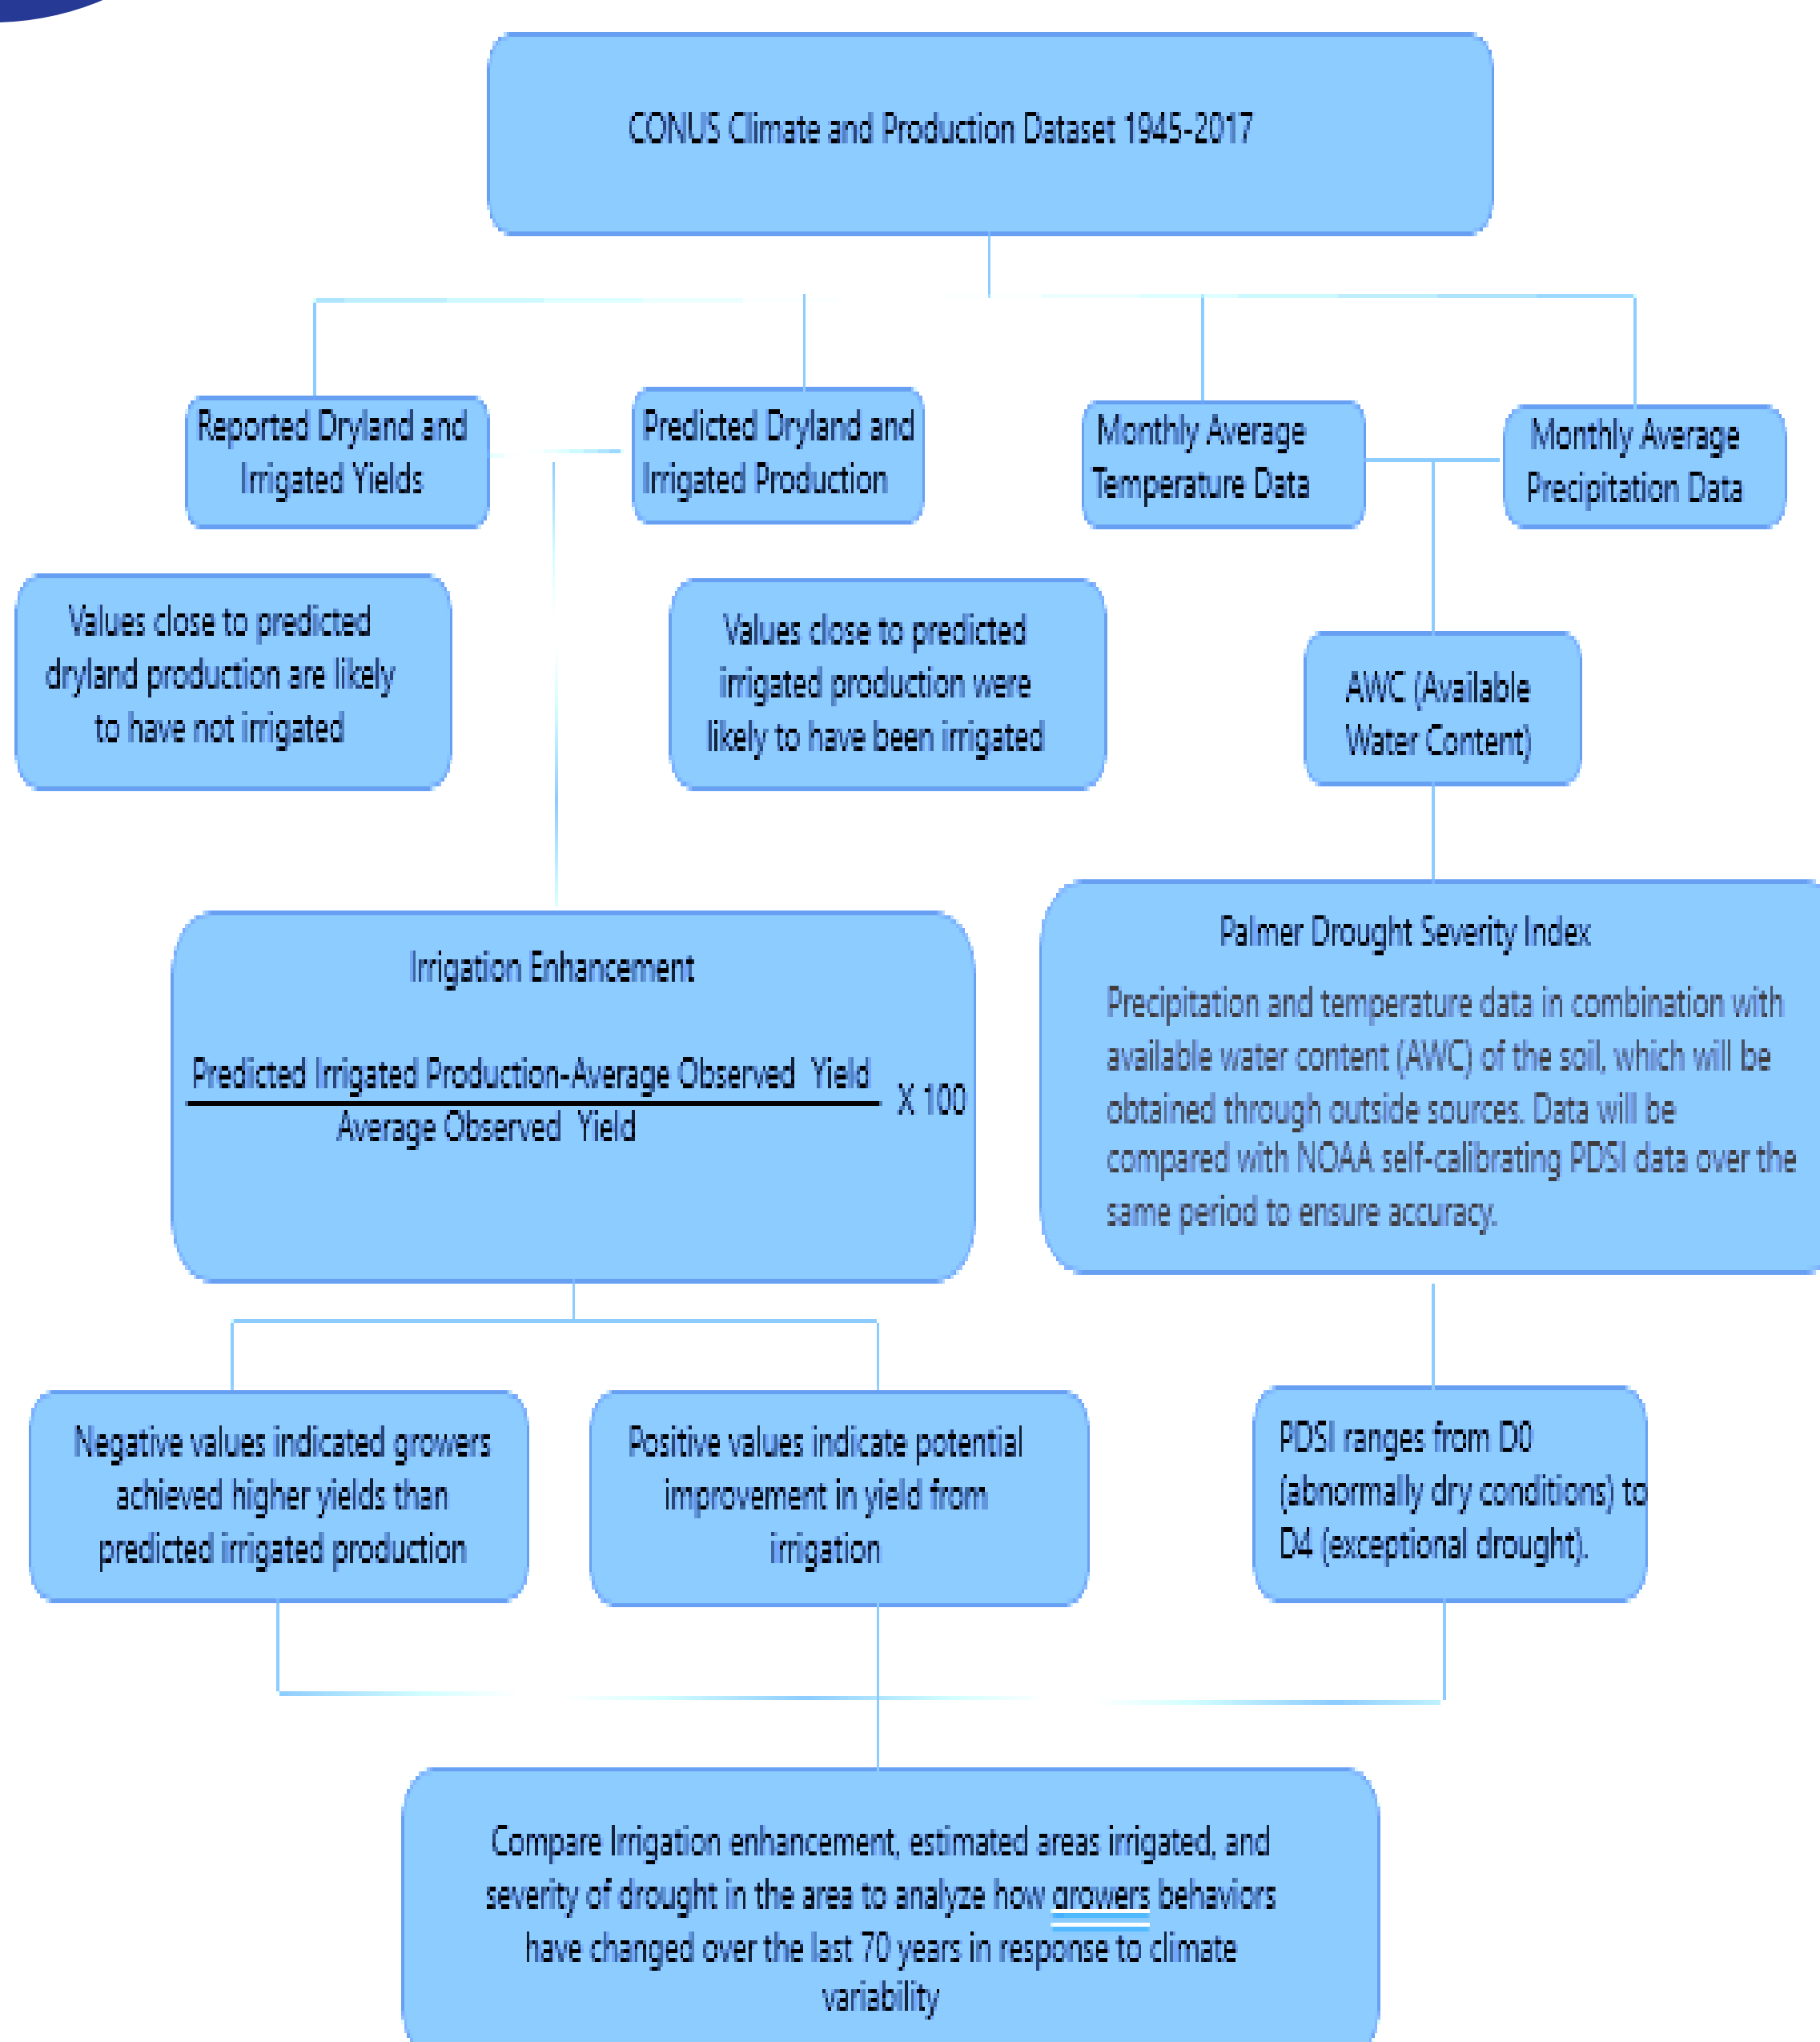 CONUS Climate and Production Dataset 1945-2017
Reported Dryland and
Irrigated Yields
Predicted Dryland and
Irrigated Production
Monthly Average
Temperature Data
Monthly Average
Precipitation Data
Values close to predicted
dryland production are likely
to have not irrigated
Values close to predicted
irrigated production were
likely to have been irrigated
AWC (Available
Water Content)
Irrigation Enhancement
Predicted Irrigated Production-Average Observed Yield
Average Observed Yield
X 100
Palmer Drought Severity Index
Precipitation and temperature data in combination with
available water content (AWC) of the soil, which will be
obtained through outside sources. Data will be
compared with NOAA self-calibrating PDSI data over the
same period to ensure accuracy.
Negative values indicated growers
achieved higher yields than
predicted irrigated production
Positive values indicate potential
improvement in yield from
irrigation
PDSI ranges from D0
(abnormally dry conditions) to
D4 (exceptional drought).
Compare Irrigation enhancement, estimated areas irrigated, and
severity of drought in the area to analyze how growers behaviors
have changed over the last 70 years in response to climate
variability